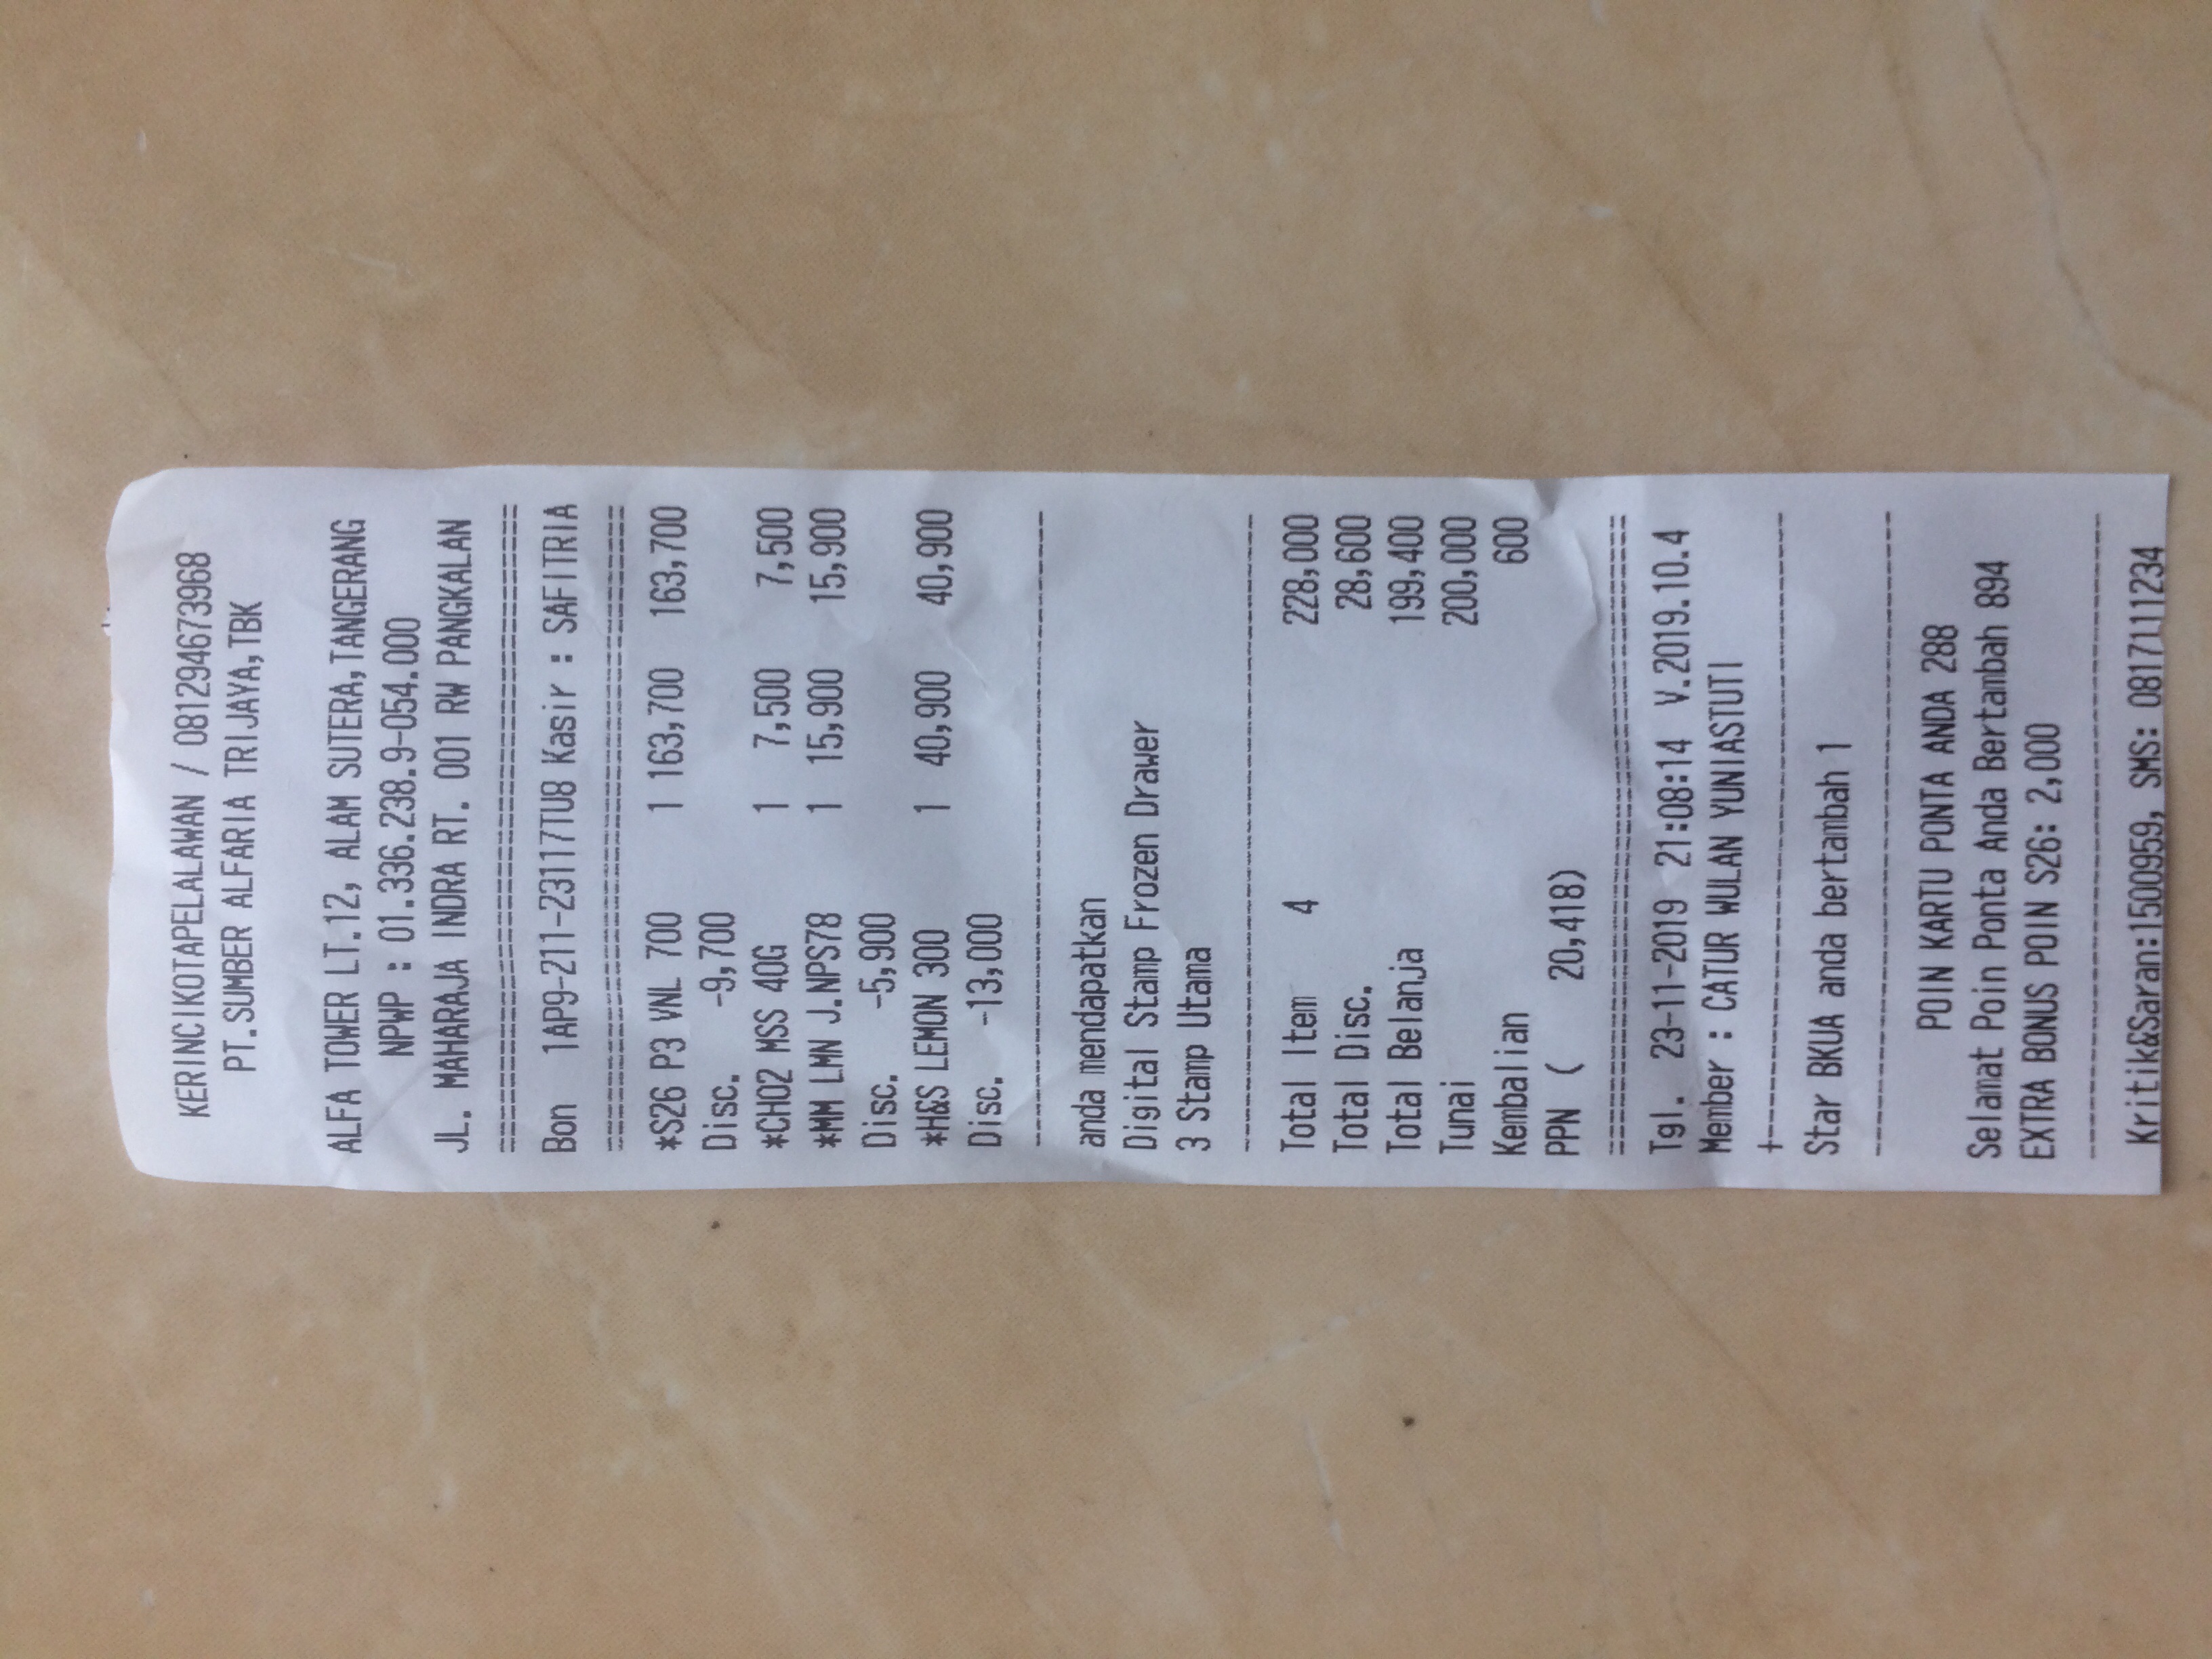 KERINCIKOTAPELALAWAN / 081294673968
PT.SUMBER ALFARIA TRIJAYA,TBK
ALFA TOWER LT.12, ALAM SUTERA,TANGERANG
NPWP : 01.336.238.9-054.000
JL. MAHARAJA INDRA RT. 001 RW PANGKALAN
Bon 1AP9-211-23117TU8 Kasir : SAFITRIA
*S26 P3 VNL 700 1 163,700 163,700
Disc. -9,700
*CHO2 MSS 40G 1 7,500 7,500
*MM LMN J.NPS78 1 15,900 15,900
Disc. -5,900
*H&S LEMON 300 1 40,900 40,900
Disc. -13,000
anda mendapatkan
Digital Stamp Frozen Drawer
3 Stamp Utama
Total Item 4 228,000
Total Disc. 28,600
Total Belanja 199,400
Tunai 200,000
Kembalian 600
PPN ( 20,418)
Tgl. 23-11-2019 21:08:14 V.2019.10.4
Member : CATUR WULAN YUNIASTUTI
Star BKUA anda bertambah 1
POIN KARTU PONTA ANDA 288
Selamat Poin Ponta Anda Bertambah 894
EXTRA BONUS POIN S26: 2,000
Kritik&Saran:1500959, SMS: 0817111234